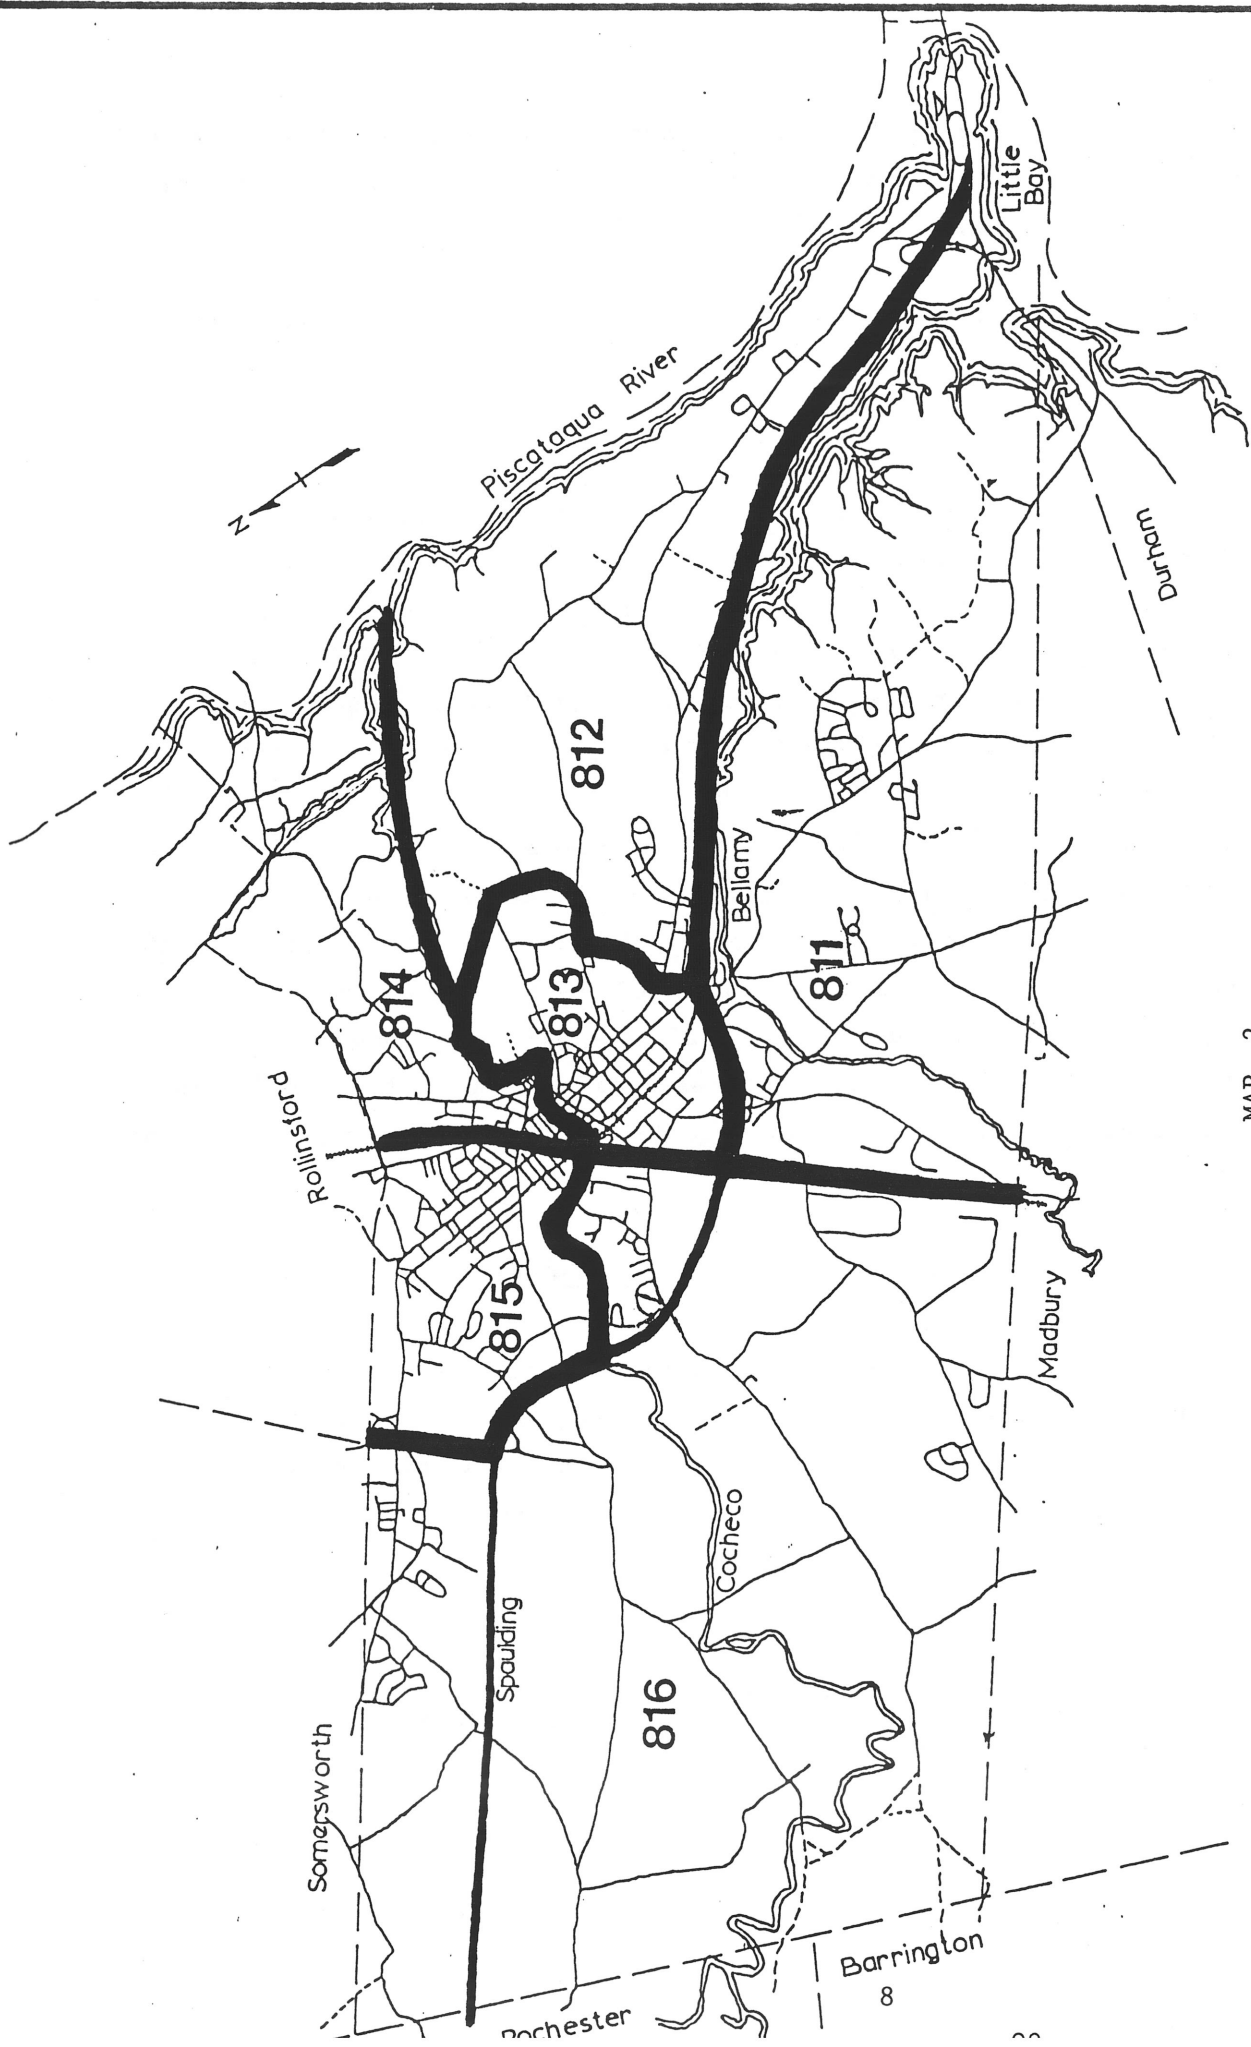 Little
Bay
Piscataqua River
N
Durham
812
Bellamy
811
813
814
Rollinsford
815
Madbury
Cocheco
Spaulding
816
Somersworth
Barrington
8
Rochester
MAP